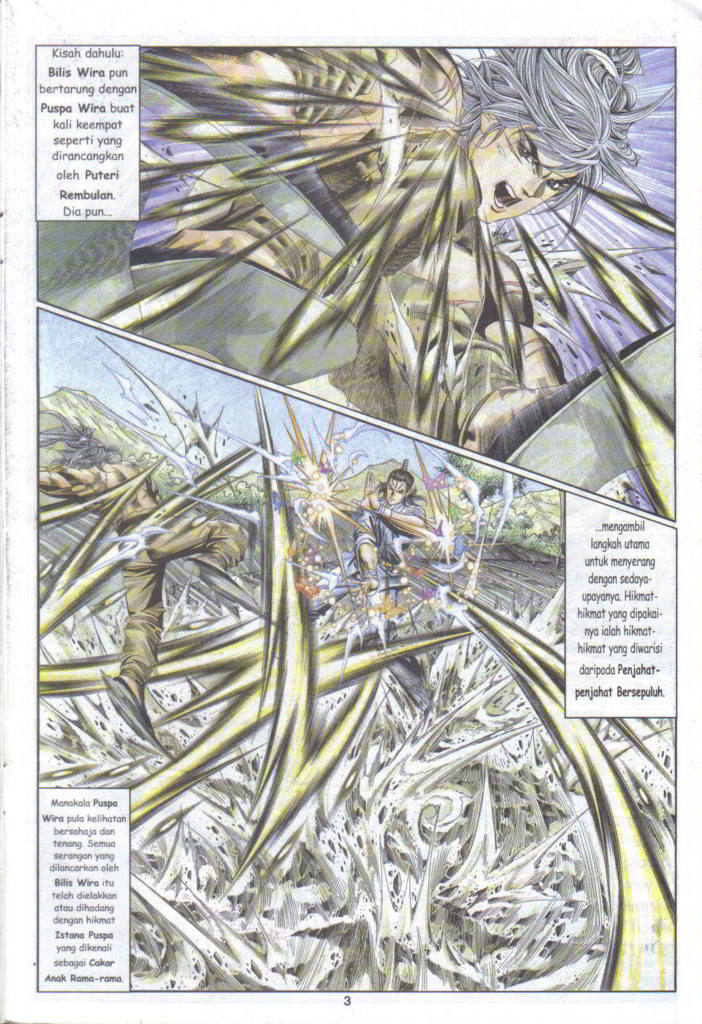 Kisah dahulu:
Bilis Wira pun
bertarung dengan
Puspa Wira buat
kali keempat
seperti yang
dirancangkan
oleh Puteri
Rembulan.
Dia pun...
...mengambil
langkah utama
untuk menyerang
dengan sedaya-
upayanya. Hikmat-
hikmat yang dipakai-
nya ialah hikmat-
hikmat yang diwarisi
daripada Penjahat-
penjahat Bersepuluh.
Manakala Puspa
Wira pula kelihatan
bersahaja dan
tenang. Semua
serangan yang
dilancarkan oleh
Bilis Wira itu
telah dielakkan
atau dihadang
dengan hikmat
Istana Puspa
yang dikenali
sebagai Cakar
Anak Rama-rama.
3